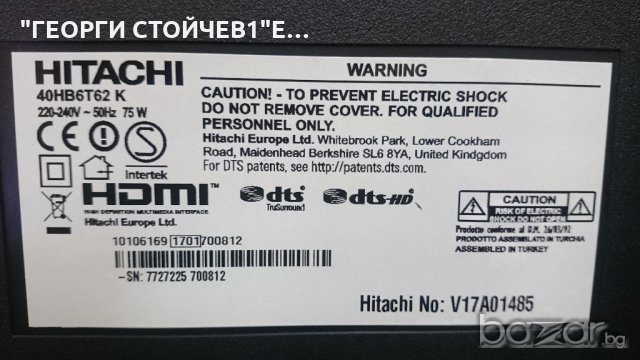 "ГЕОРГИ СТОЙЧЕВ1"Е...
HITACHI
40HB6T62 K
220-240V ~ 50Hz 75 W
CE
S
Intertek
WARNING
CAUTION! - TO PREVENT ELECTRIC SHOCK
DO NOT REMOVE COVER. FOR QUALIFIED
PERSONNEL ONLY.
Hitachi Europe Ltd. Whitebrook Park, Lower Cookham
Road, Maidenhead Berkshire SL6 8YA, United Kindgdom
For DTS patents, see http://patents.dts.com.
HDMI™
HIGH DEFINITION MULTIMEDIA INTERFACE
Hitachi Europe Ltd.
dts
TruSurround
dts-HD
CAUTION
RISK OF ELECTRIC
SHOCK DO NOT OPEN
Prodotto conforme al D.M. 26/03/92
PRODOTTO ASSEMBLATO IN TURCHIA
ASSEMBLED IN TURKEY
10106169 1701 700812
-SN: 7727225 700812
Hitachi No: V17A01485
bazar.bg